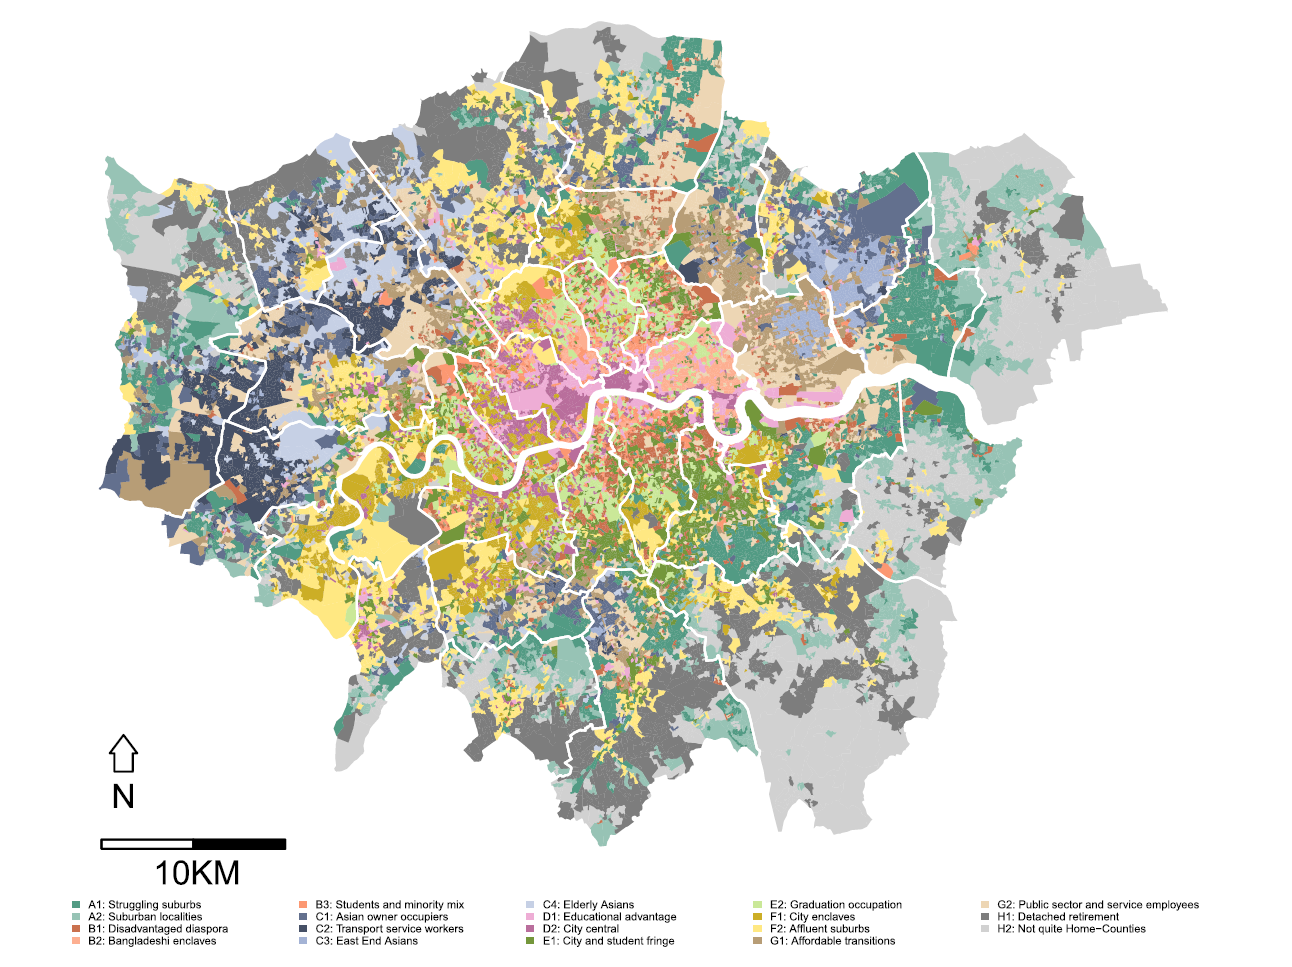 N
10KM
A1: Struggling suburbs
A2: Suburban localities
B1: Disadvantaged diaspora
B2: Bangladeshi enclaves
B3: Students and minority mix
C1: Asian owner occupiers
C2: Transport service workers
C3: East End Asians
C4: Elderly Asians
D1: Educational advantage
D2: City central
E1: City and student fringe
E2: Graduation occupation
F1: City enclaves
F2: Affluent suburbs
G1: Affordable transitions
G2: Public sector and service employees
H1: Detached retirement
H2: Not quite Home−Counties